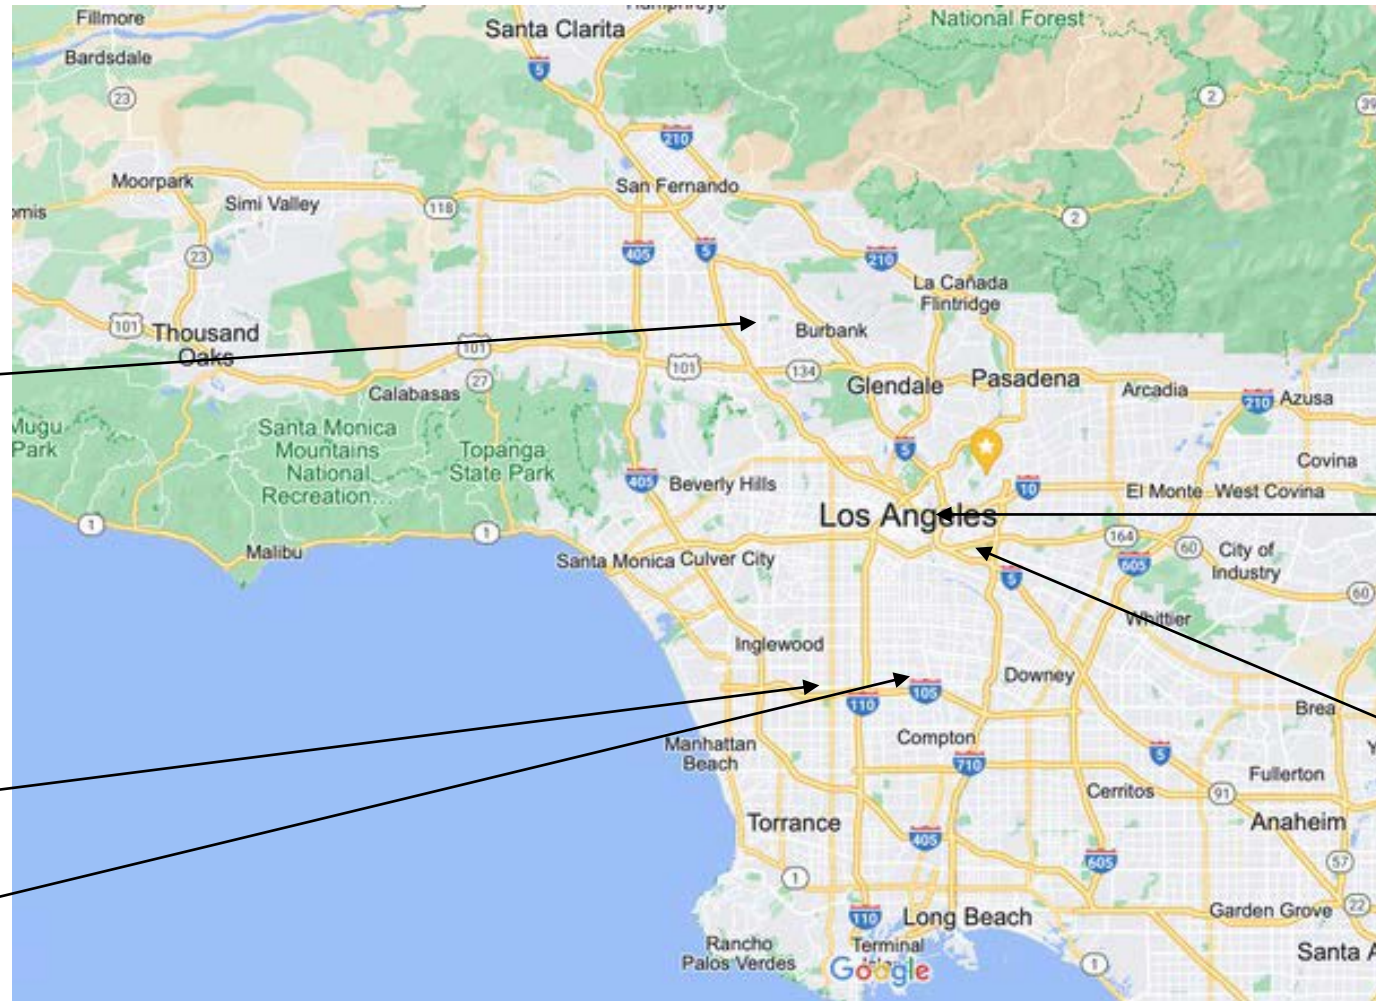 Fillmore
Santa Clarita
National Forest
Bardsdale
5
23
2
39
210
Moorpark
San Fernando
Simi Valley
118
2
23
405
5
210
La Cañada
Flintridge
101
Thousand
Oaks
Burbank
101
101
134
27
Calabasas
Glendale
Pasadena
Arcadia
210
Azusa
Mugu
Park
Santa Monica
Mountains
National
Recreation...
Topanga
State Park
5
Covina
405
Beverly Hills
10
El Monte
West Covina
1
1
Los Angeles
164
60
City of
Industry
Malibu
Santa Monica
Culver City
605
5
60
Whittier
Inglewood
Downey
110
105
Brea
Manhattan
Beach
Compton
710
5
Fullerton
Cerritos
91
Torrance
Anaheim
405
605
57
1
110
Long Beach
Garden Grove
22
Rancho
Palos Verdes
Terminal
Santa A
1
Google